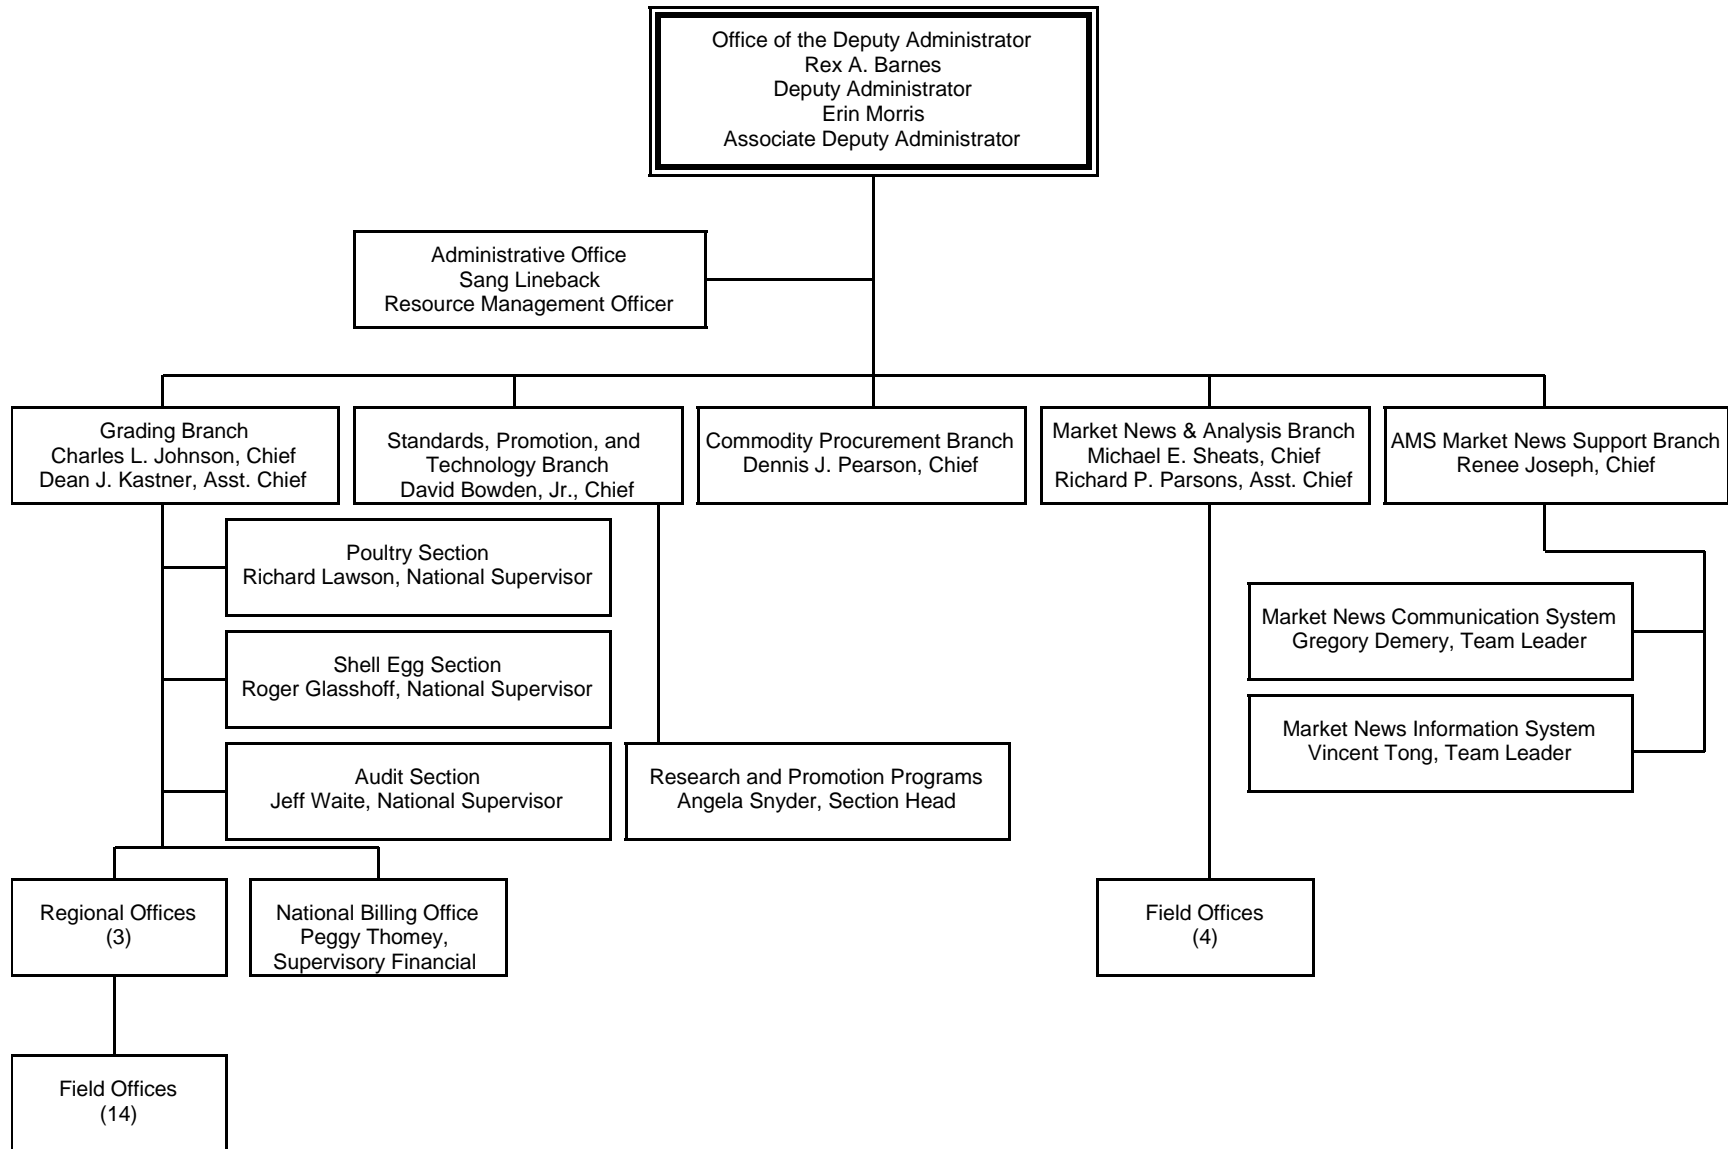 Office of the Deputy Administrator
Rex A. Barnes
Deputy Administrator
Erin Morris
Associate Deputy Administrator
Administrative Office
Sang Lineback
Resource Management Officer
Grading Branch
Charles L. Johnson, Chief
Dean J. Kastner, Asst. Chief
Standards, Promotion, and
Technology Branch
David Bowden, Jr., Chief
Commodity Procurement Branch
Dennis J. Pearson, Chief
Market News & Analysis Branch
Michael E. Sheats, Chief
Richard P. Parsons, Asst. Chief
AMS Market News Support Branch
Renee Joseph, Chief
Poultry Section
Richard Lawson, National Supervisor
Shell Egg Section
Roger Glasshoff, National Supervisor
Audit Section
Jeff Waite, National Supervisor
Research and Promotion Programs
Angela Snyder, Section Head
Market News Communication System
Gregory Demery, Team Leader
Market News Information System
Vincent Tong, Team Leader
Regional Offices
(3)
National Billing Office
Peggy Thomey,
Supervisory Financial
Field Offices
(4)
Field Offices
(14)